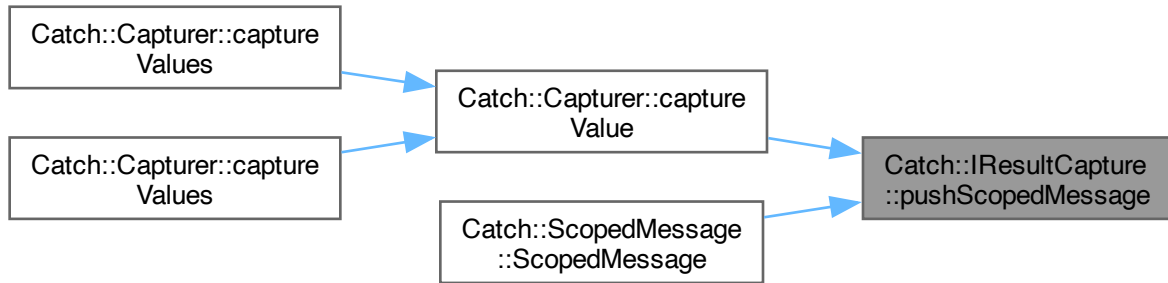 Catch::Capturer::capture
Values
Catch::Capturer::capture
Values
Catch::Capturer::capture
Value
Catch::ScopedMessage
::ScopedMessage
Catch::IResultCapture
::pushScopedMessage